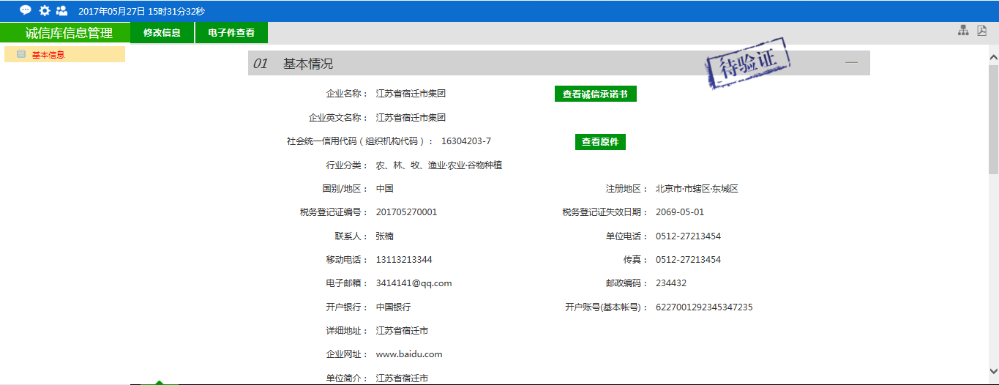 2017年05月27日 15时31分32秒
诚信库信息管理 修改信息 电子件查看
基本信息
01 基本情况 待验证
企业名称： 江苏省宿迁市集团 查看诚信承诺书
企业英文名称： 江苏省宿迁市集团
社会统一信用代码（组织机构代码）： 16304203-7 查看原件
行业分类： 农、林、牧、渔业·农业·谷物种植
国别/地区： 中国 注册地区： 北京市·市辖区·东城区
税务登记证编号： 201705270001 税务登记证失效日期： 2069-05-01
联系人： 张楠 单位电话： 0512-27213454
移动电话： 13113213344 传真： 0512-27213454
电子邮箱： 3414141@qq.com 邮政编码： 234432
开户银行： 中国银行 开户账号(基本帐号)： 6227001292345347235
详细地址： 江苏省宿迁市
企业网址： www.baidu.com
单位简介： 江苏省宿迁市